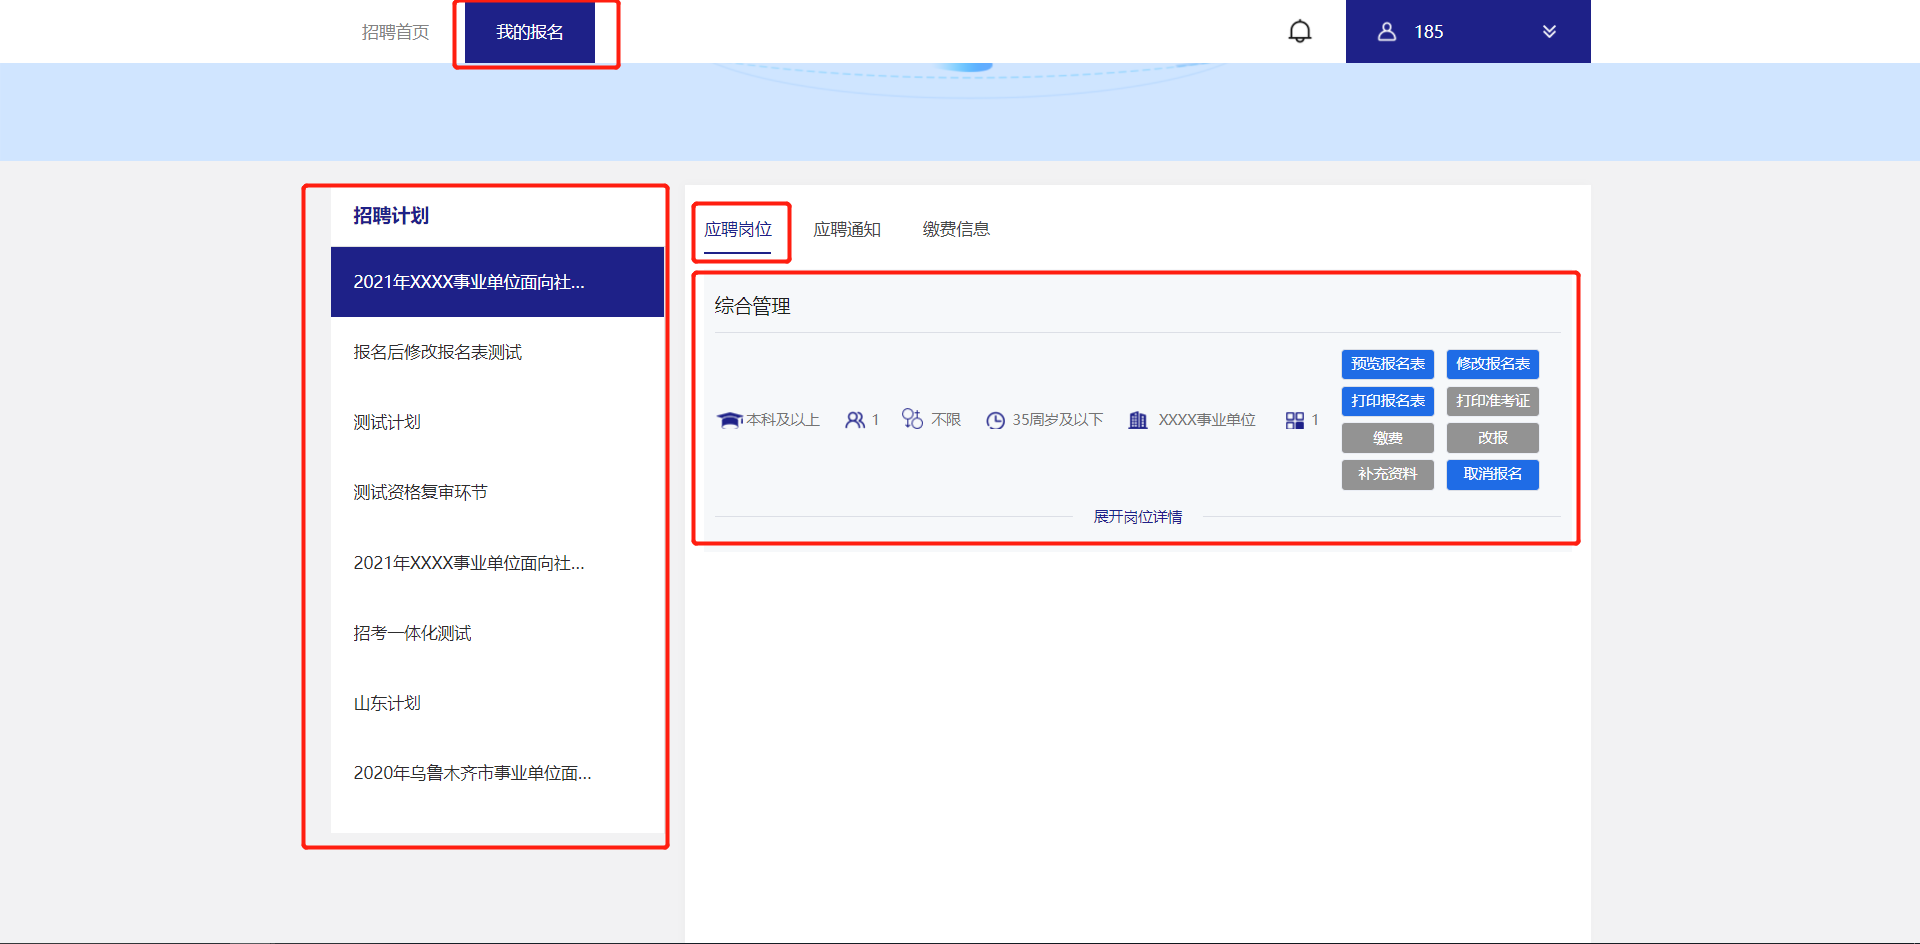 招聘首页 我的报名 185
招聘计划
2021年XXXX事业单位面向社...
报名后修改报名表测试
测试计划
测试资格复审环节
2021年XXXX事业单位面向社...
招考一体化测试
山东计划
2020年乌鲁木齐市事业单位面...
应聘岗位 应聘通知 缴费信息
综合管理
本科及以上 1 不限 35周岁及以下 XXXX事业单位 1
预览报名表 修改报名表
打印报名表 打印准考证
缴费 改报
补充资料 取消报名
展开岗位详情